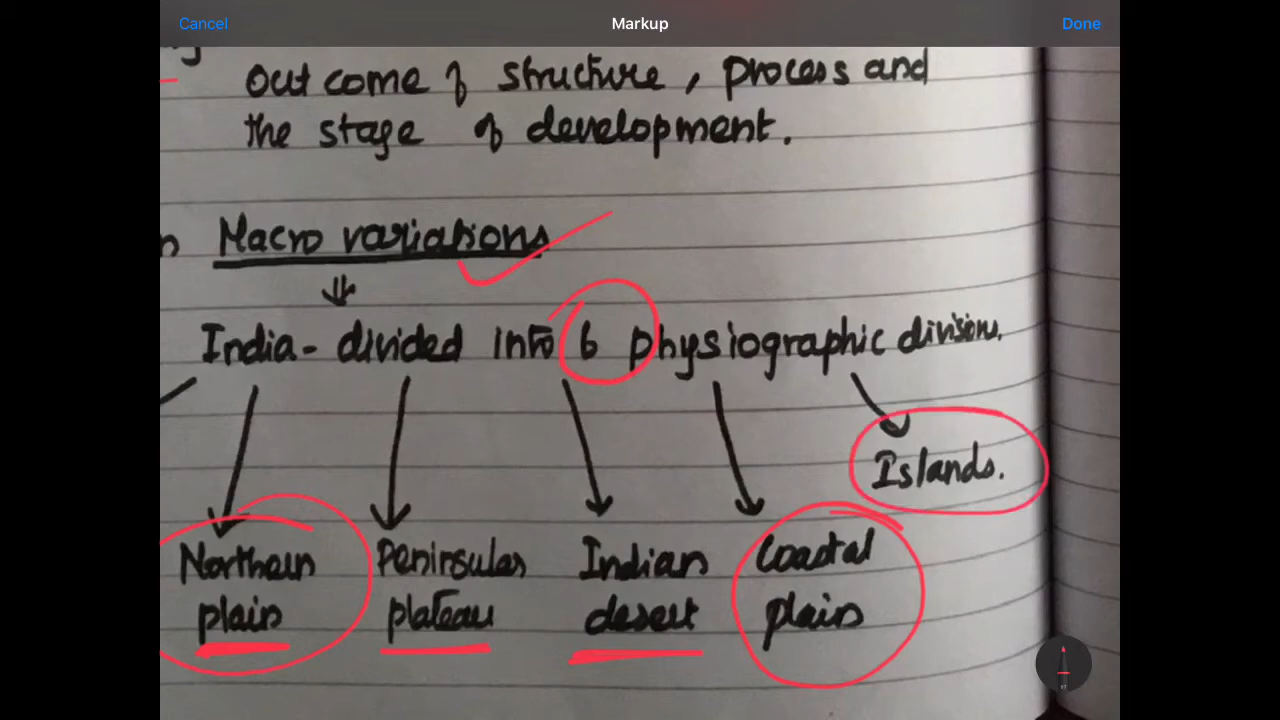 Cancel Markup Done
out come of structure, process and
the stage of development.
Macro variations
India - divided into 6 physiographic divisions.
Islands.
Northern Peninsular Indian Coastal
plain plateau desert plain